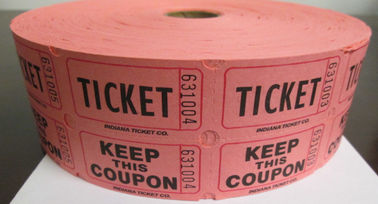 TICKET
631005
TICKET
INDIANA TICKET CO.
631004
TICKET
INDIANA TICKET CO.
631003
KEEP
THIS
COUPON
INDIANA TICKET CO.
631004
KEEP
THIS
COUPON
INDIANA TICKET CO.